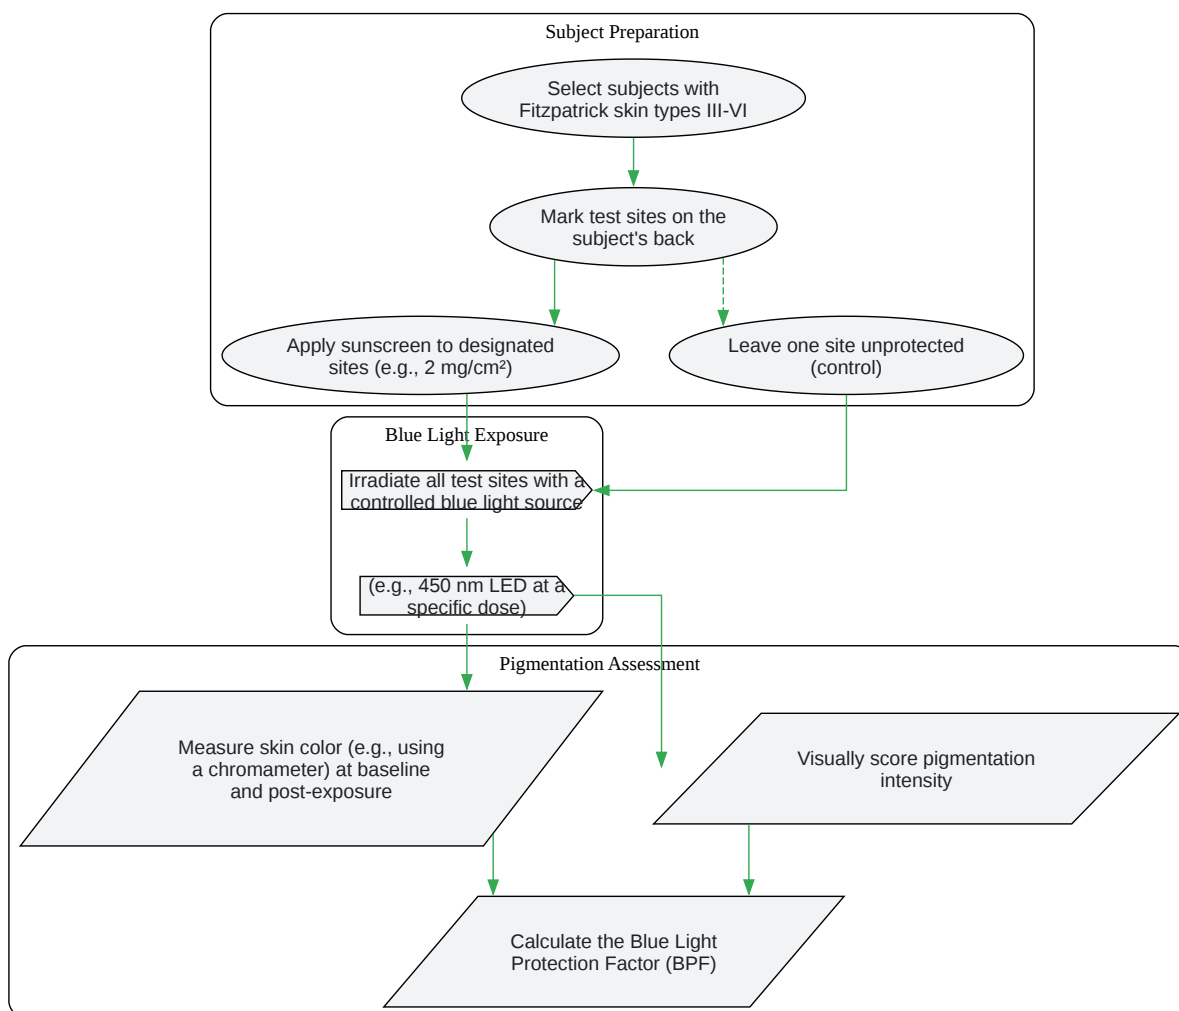 Subject Preparation
Select subjects with
Fitzpatrick skin types III-VI
Mark test sites on the
subject's back
Apply sunscreen to designated
sites (e.g., 2 mg/cm²)
Leave one site unprotected
(control)
Blue Light Exposure
Irradiate all test sites with a
controlled blue light source
(e.g., 450 nm LED at a
specific dose)
Pigmentation Assessment
Measure skin color (e.g., using
a chromameter) at baseline
and post-exposure
Visually score pigmentation
intensity
Calculate the Blue Light
Protection Factor (BPF)